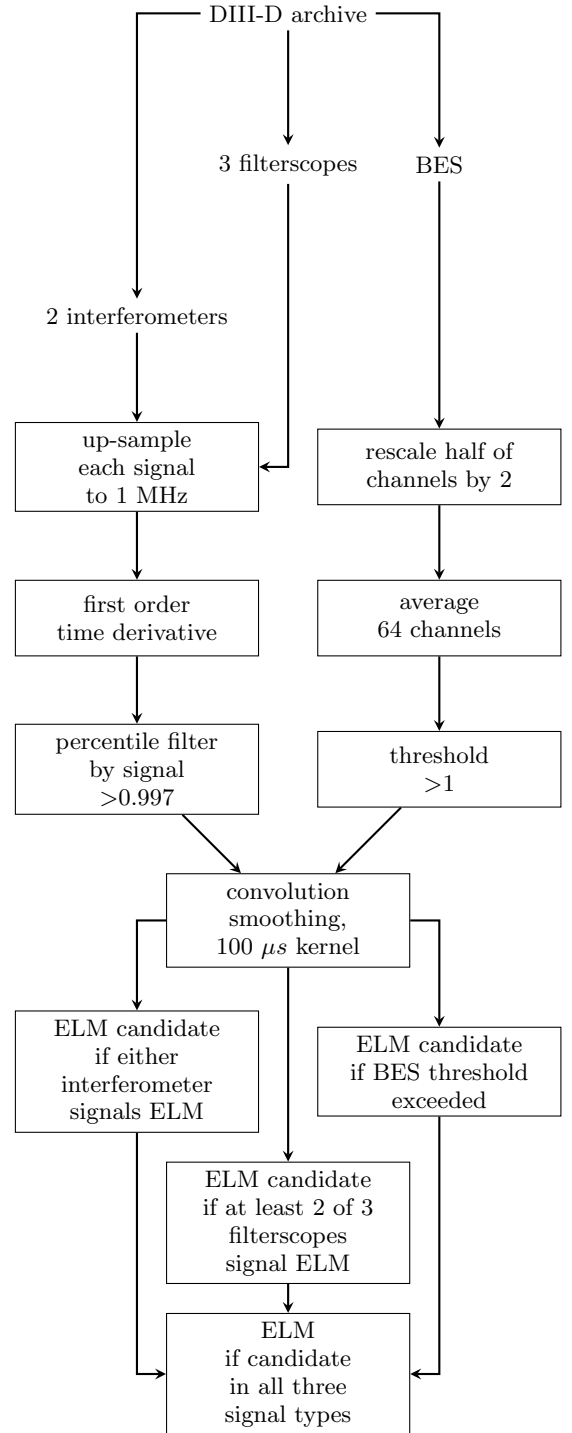 DIII-D archive
3 filterscopes
BES
2 interferometers
up-sample
each signal
to 1 MHz
rescale half of
channels by 2
first order
time derivative
average
64 channels
percentile filter
by signal
>0.997
threshold
>1
convolution
smoothing,
100 μs kernel
ELM candidate
if either
interferometer
signals ELM
ELM candidate
if BES threshold
exceeded
ELM candidate
if at least 2 of 3
filterscopes
signal ELM
ELM
if candidate
in all three
signal types